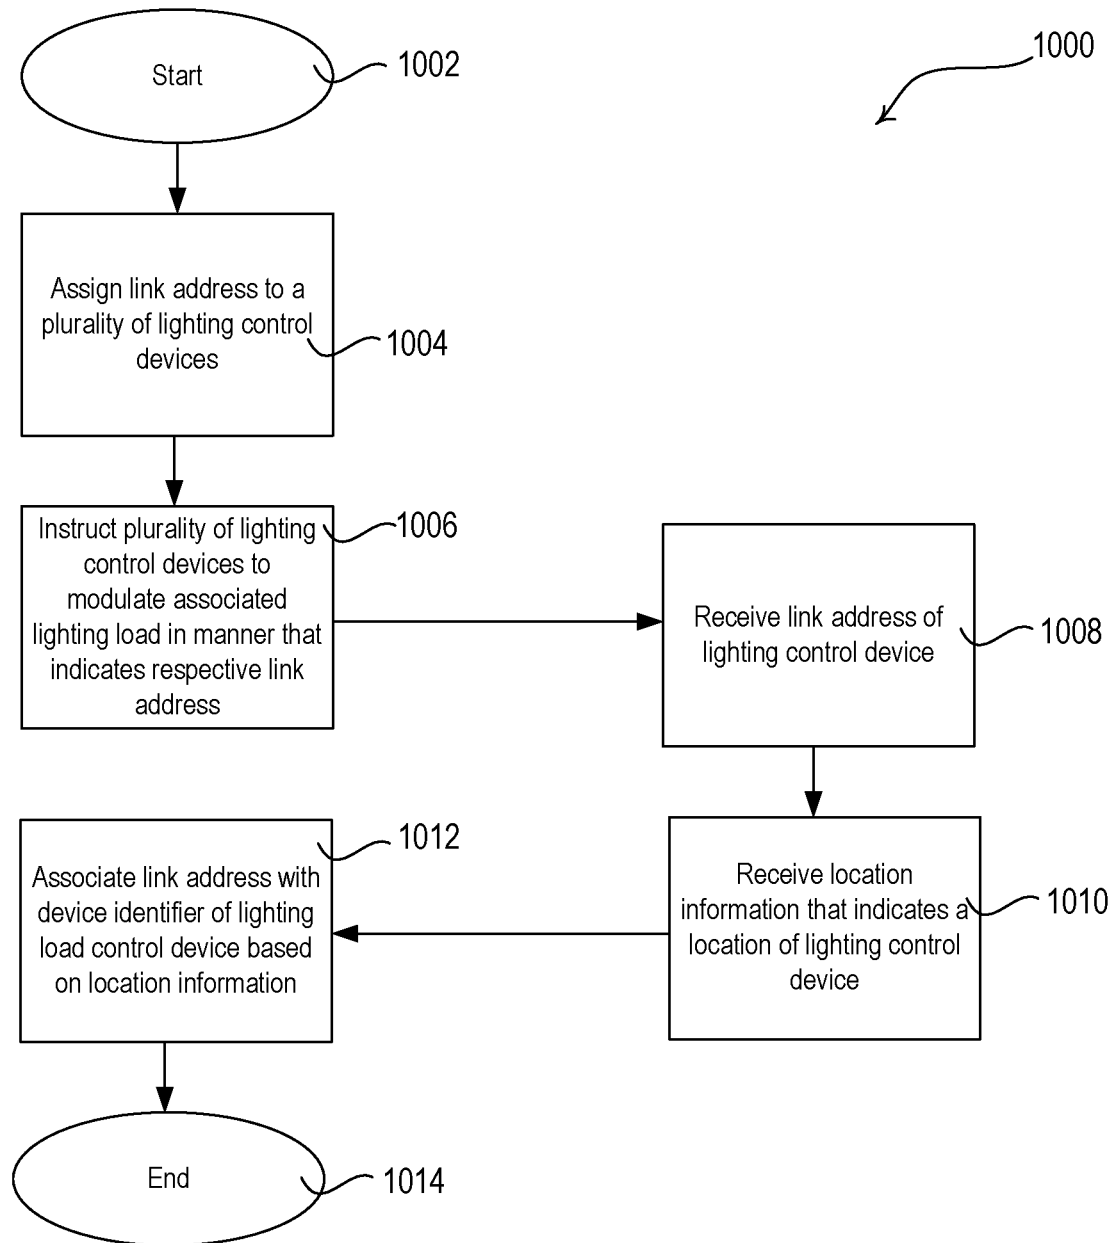 1000
Start
1002
Assign link address to a
plurality of lighting control
devices
1004
Instruct plurality of lighting
control devices to
modulate associated
lighting load in manner that
indicates respective link
address
1006
Receive link address of
lighting control device
1008
Receive location
information that indicates a
location of lighting control
device
1010
Associate link address with
device identifier of lighting
load control device based
on location information
1012
End
1014